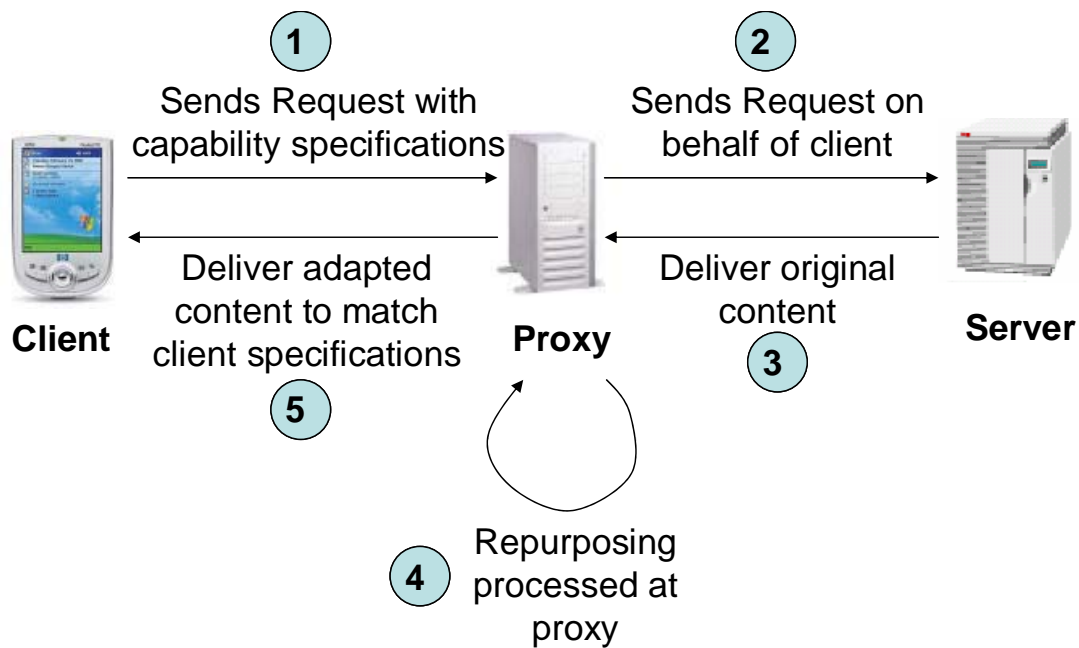 1
Sends Request with
capability specifications
2
Sends Request on
behalf of client
Deliver adapted
content to match
client specifications
5
Deliver original
content
3
Client
Proxy
Server
4
Repurposing
processed at
proxy